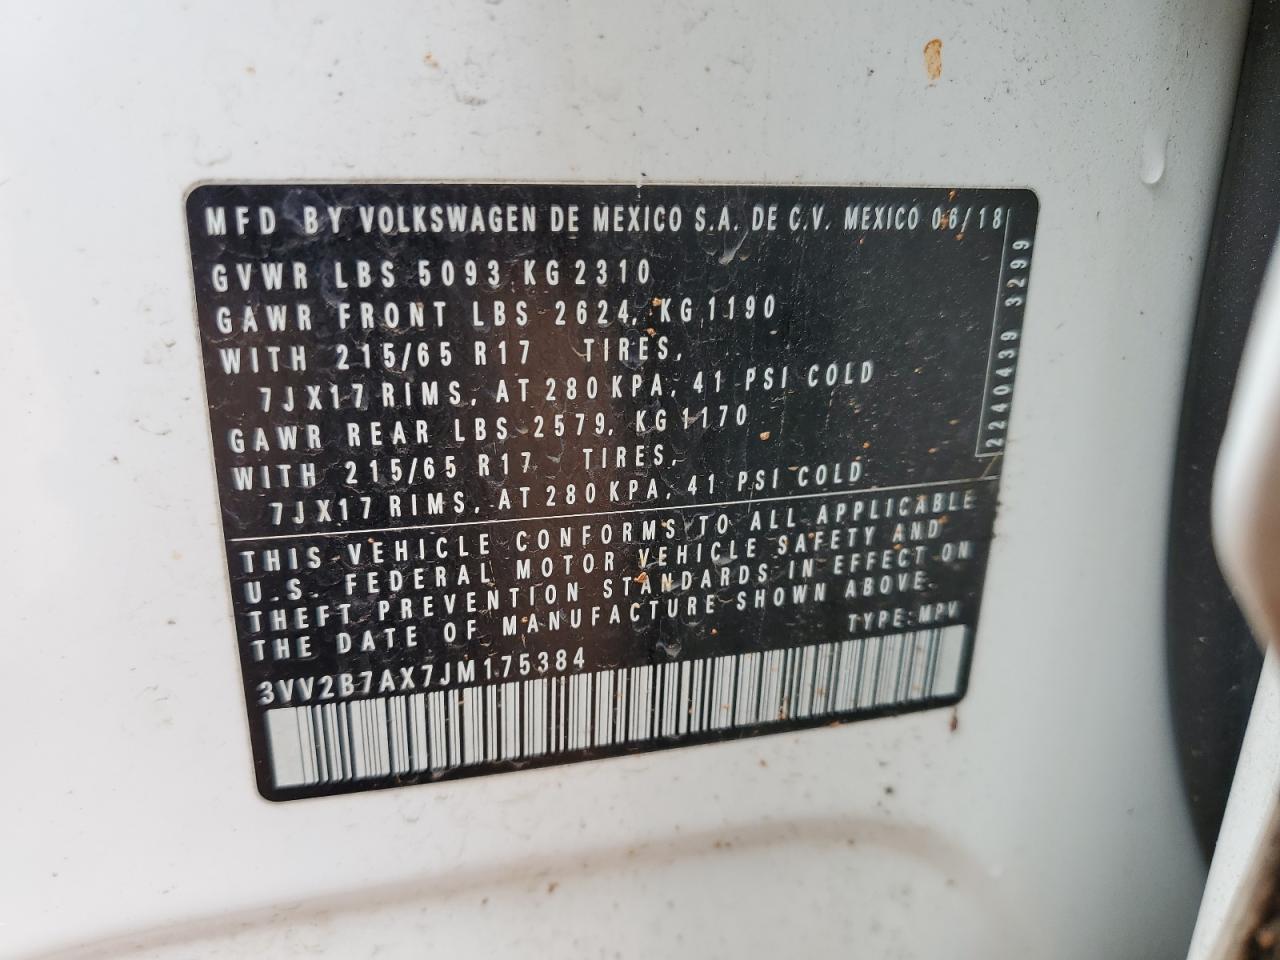 MFD BY VOLKSWAGEN DE MEXICO S.A. DE C.V. MEXICO 06/18
GVWR LBS 5093 KG 2310
GAWR FRONT LBS 2624, KG 1190
WITH 215/65 R17 TIRES,
7JX17 RIMS, AT 280 KPA, 41 PSI COLD
GAWR REAR LBS 2579, KG 1170
WITH 215/65 R17 TIRES,
7JX17 RIMS, AT 280 KPA, 41 PSI COLD
2240439 3299
THIS VEHICLE CONFORMS TO ALL APPLICABLE
U.S. FEDERAL MOTOR VEHICLE SAFETY AND
THEFT PREVENTION STANDARDS IN EFFECT ON
THE DATE OF MANUFACTURE SHOWN ABOVE.
TYPE: MPV
3VV2B7AX7JM175384